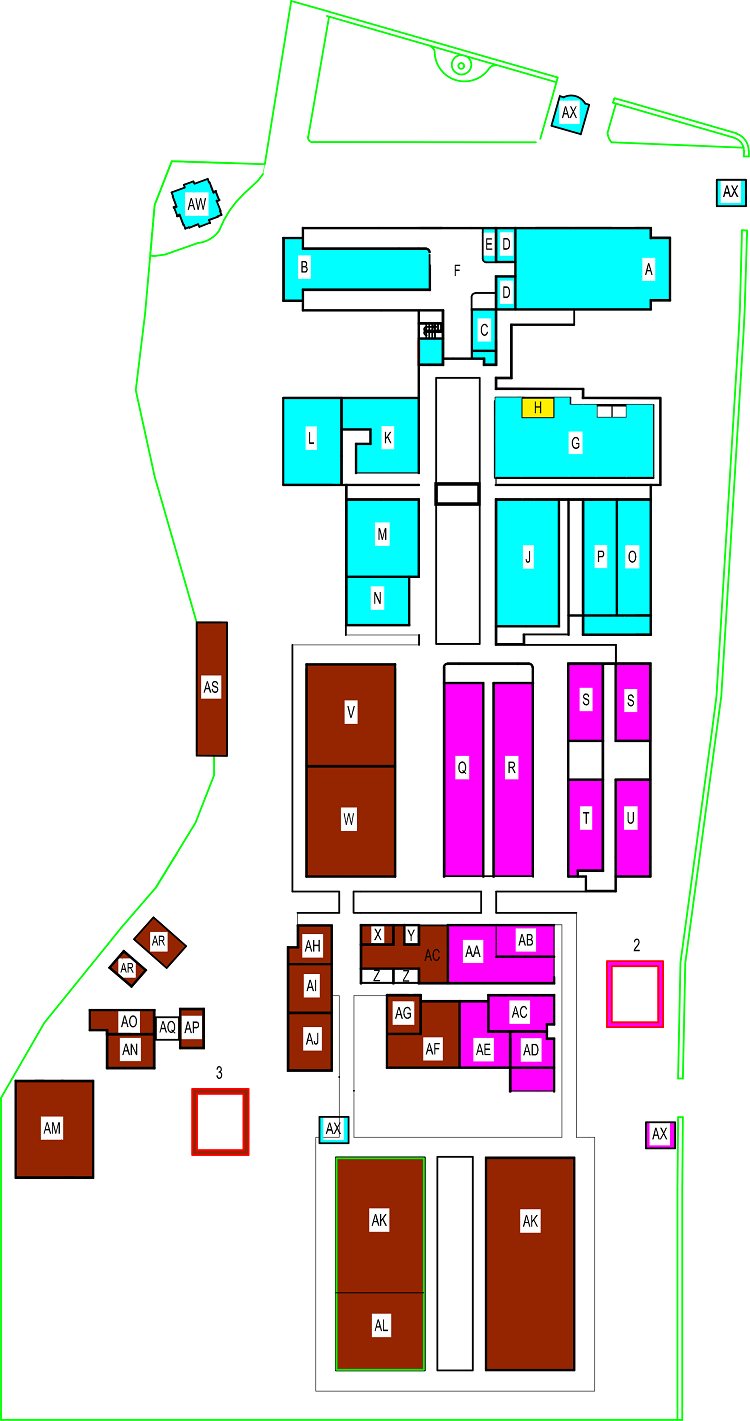 AX
AX
AW
E D
B F A
D
C
H
L K G
M J P O
N
AS V S S
Q R
W T U
AR X Y AA AB 2
AH AC
AR Z Z
AI
AO AQ AP AG AC
AN AJ AF AE AD
3
AM AX AX
AK AK
AL